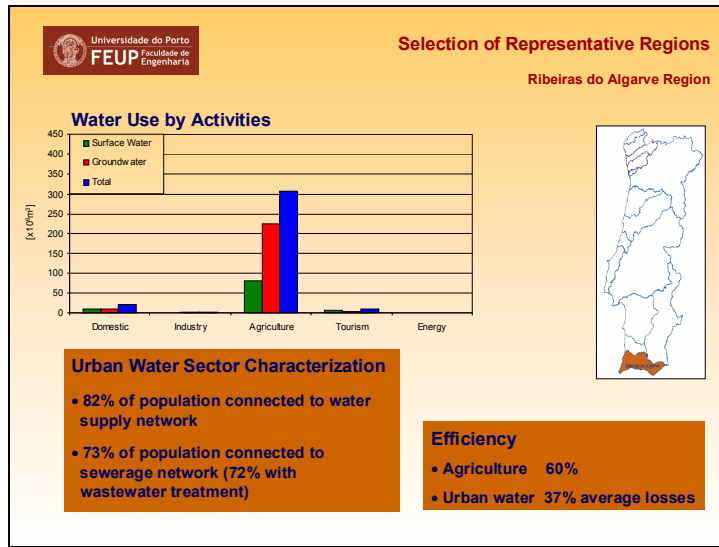 Universidade do Porto
FEUP Faculdade de Engenharia
Selection of Representative Regions
Ribeiras do Algarve Region
Water Use by Activities
450
400
350
300
250
200
150
100
50
0
[x10⁶m³]
Surface Water
Groundwater
Total
Domestic Industry Agriculture Tourism Energy
Urban Water Sector Characterization
• 82% of population connected to water
supply network
• 73% of population connected to
sewerage network (72% with
wastewater treatment)
Efficiency
• Agriculture 60%
• Urban water 37% average losses